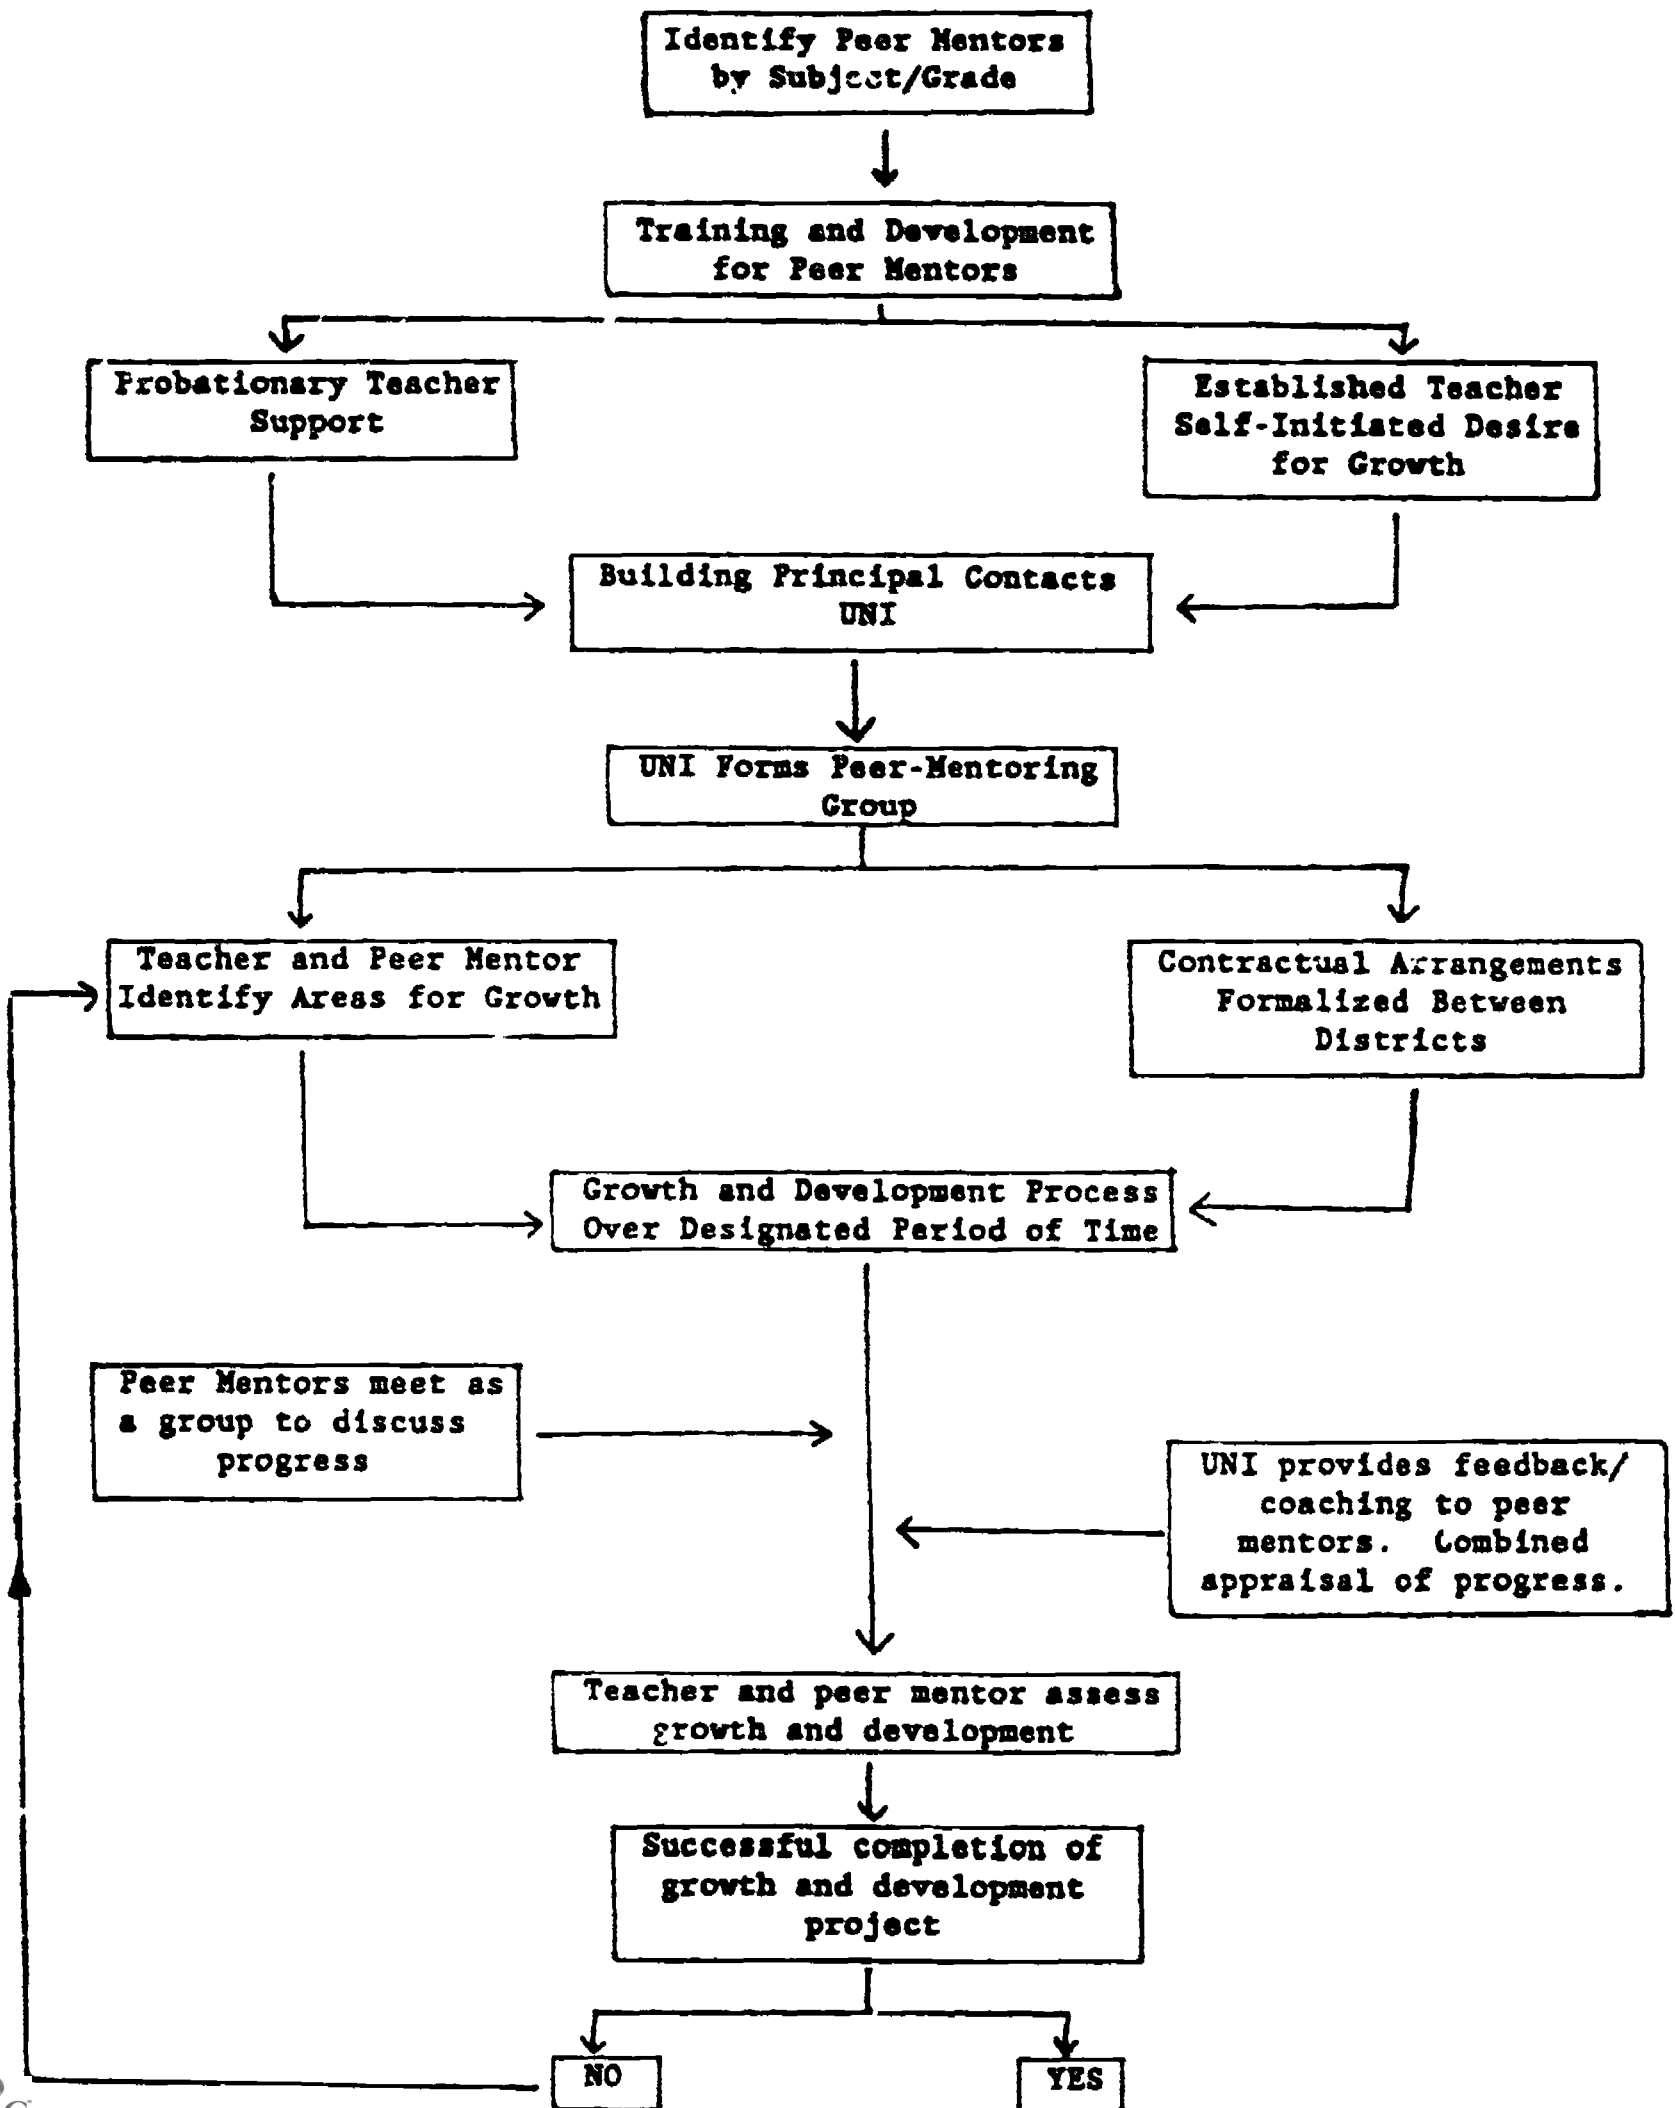 Identify Peer Mentors
by Subject/Grade
Training and Development
for Peer Mentors
Probationary Teacher
Support
Established Teacher
Self-Initiated Desire
for Growth
Building Principal Contacts
UNI
UNI Forms Peer-Mentoring
Group
Teacher and Peer Mentor
Identify Areas for Growth
Contractual Arrangements
Formalized Between
Districts
Growth and Development Process
Over Designated Period of Time
Peer Mentors meet as
a group to discuss
progress
UNI provides feedback/
coaching to peer
mentors. Combined
appraisal of progress.
Teacher and peer mentor assess
growth and development
Successful completion of
growth and development
project
NO
YES